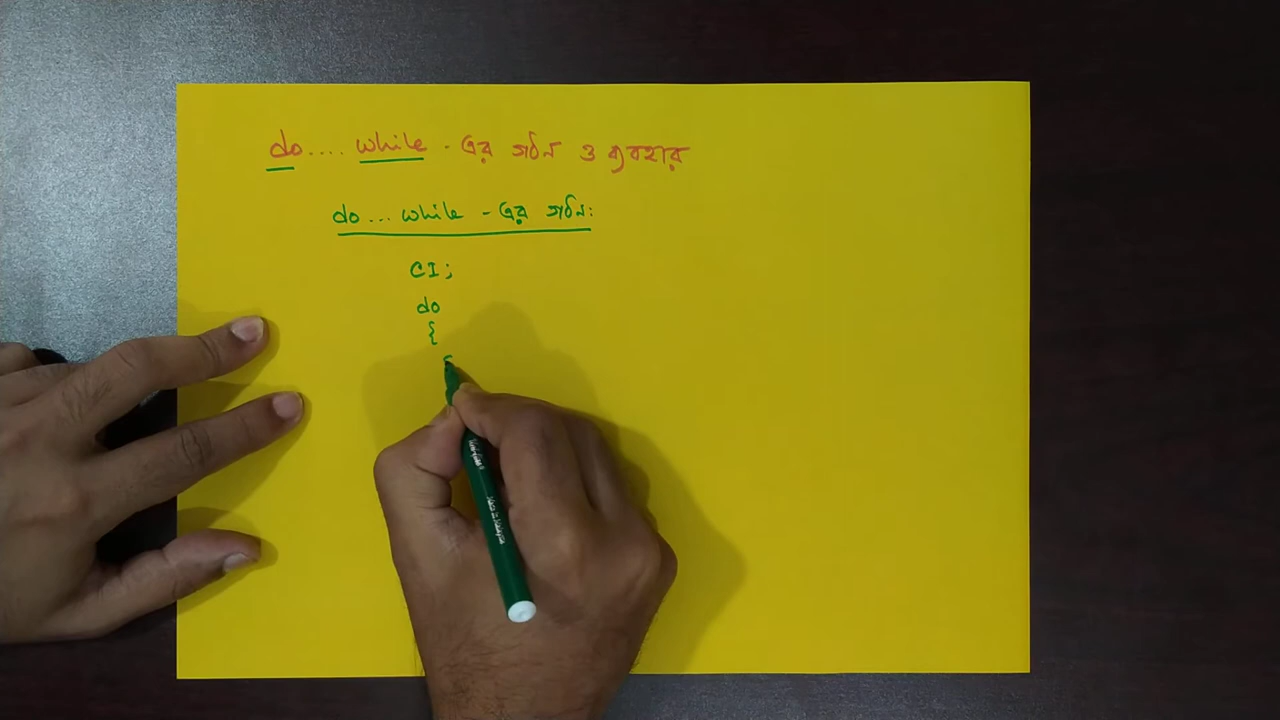 do.... while - এর গঠন ও ব্যবহার
do... while - এর গঠন:
CI;
do
{